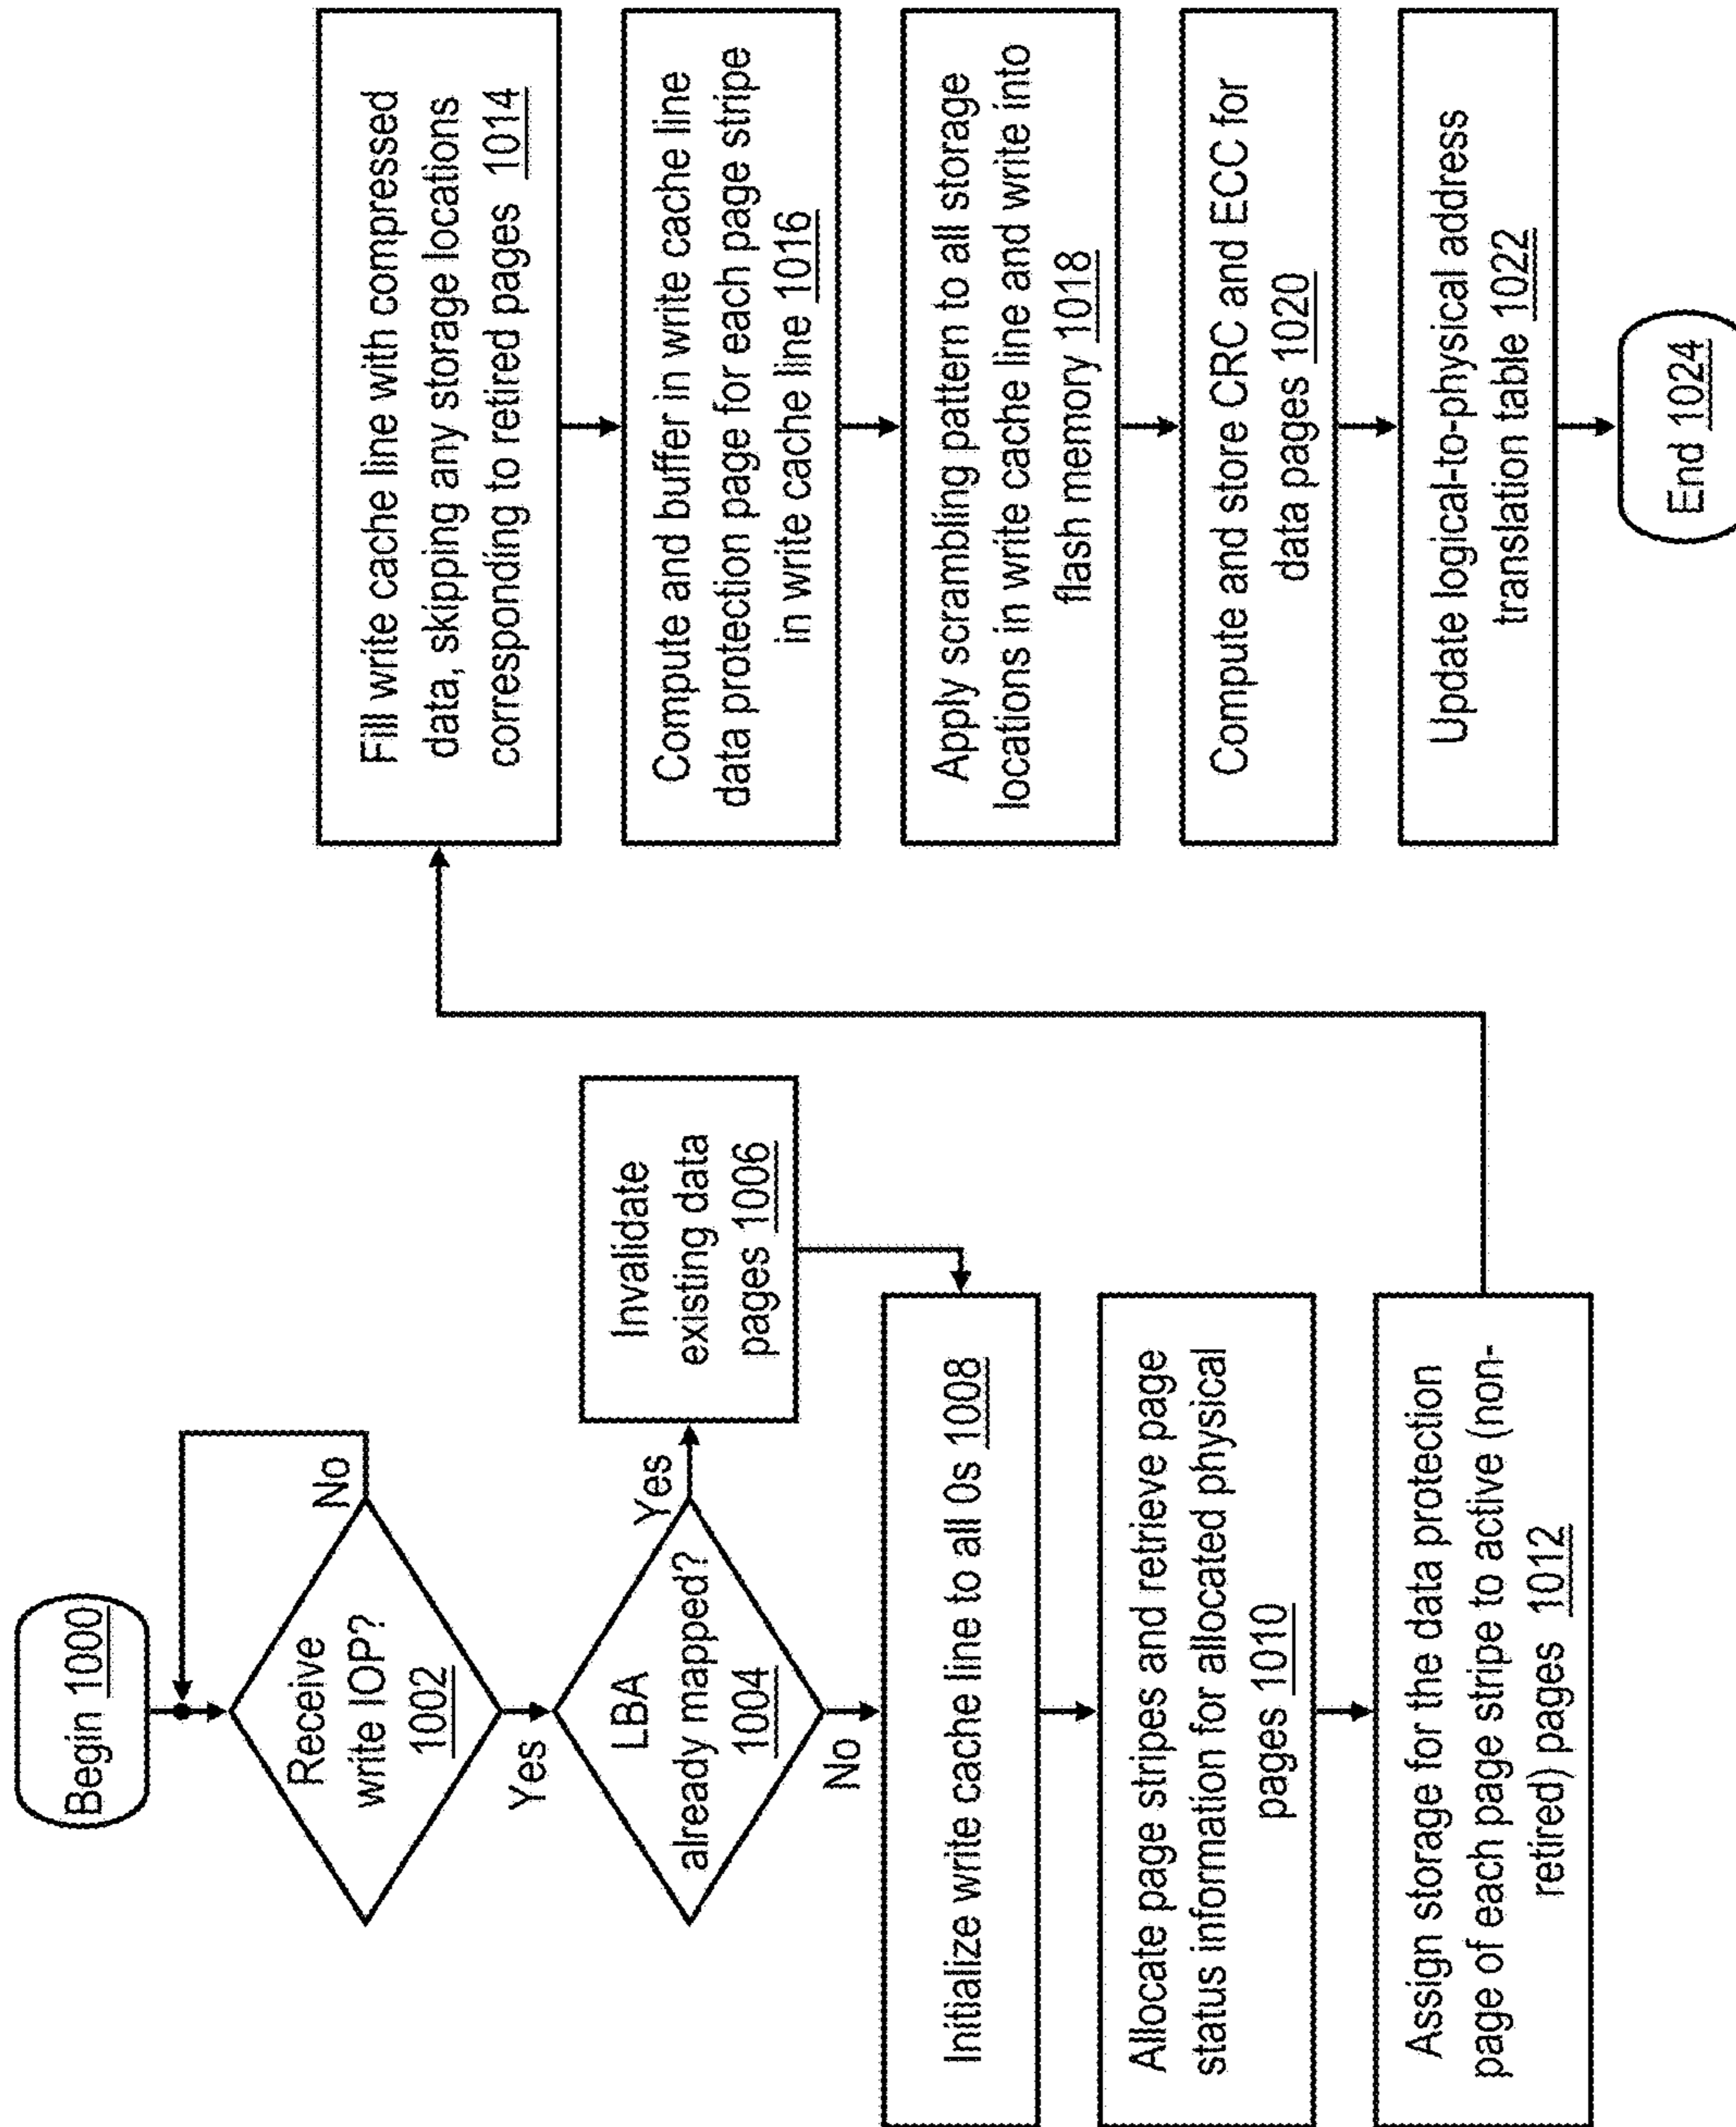 Begin 1000
Receive
write IOP?
1002
No
Yes
LBA
already mapped?
1004
Yes
No
Invalidate
existing data
pages 1006
Initialize write cache line to all 0s 1008
Allocate page stripes and retrieve page
status information for allocated physical
pages 1010
Assign storage for the data protection
page of each page stripe to active (non-
retired) pages 1012
Fill write cache line with compressed
data, skipping any storage locations
corresponding to retired pages 1014
Compute and buffer in write cache line
data protection page for each page stripe
in write cache line 1016
Apply scrambling pattern to all storage
locations in write cache line and write into
flash memory 1018
Compute and store CRC and ECC for
data pages 1020
Update logical-to-physical address
translation table 1022
End 1024